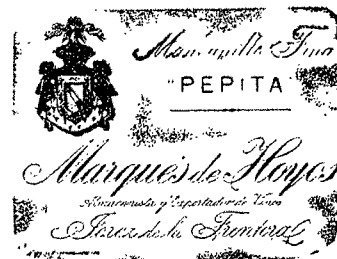 Manzanilla Fina
"PEPITA"
Marqués de Hoyos
Almacenista y Exportador de Vinos
Jerez de la Frontera